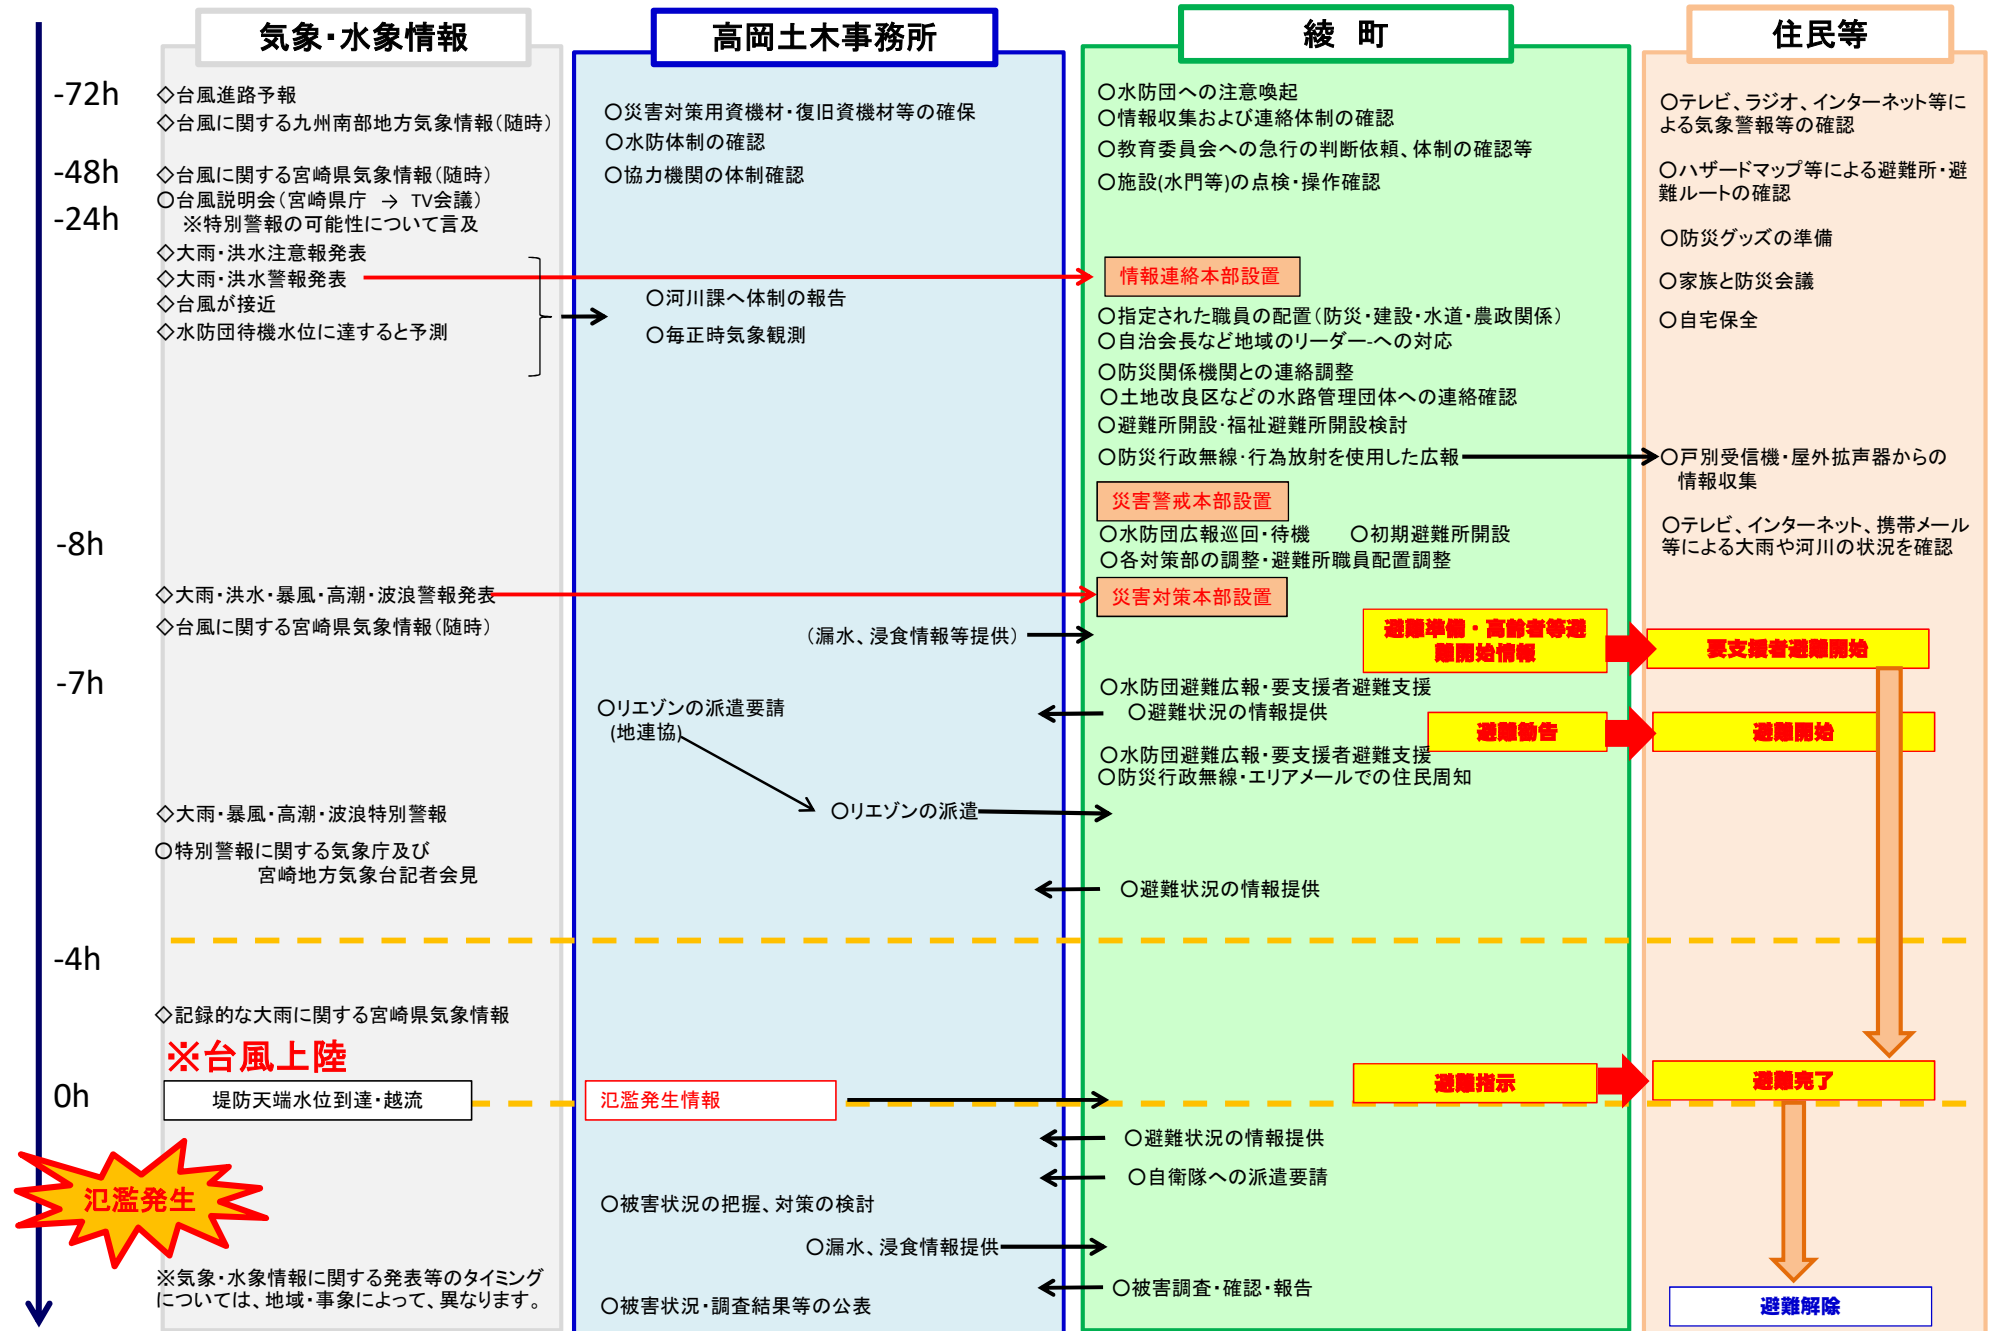 気象・水象情報
高岡土木事務所
綾 町
住民等
-72h
-48h
-24h
-8h
-7h
-4h
0h
◇台風進路予報
◇台風に関する九州南部地方気象情報(随時)
◇台風に関する宮崎県気象情報(随時)
○台風説明会(宮崎県庁 → TV会議)
※特別警報の可能性について言及
◇大雨・洪水注意報発表
◇大雨・洪水警報発表
◇台風が接近
◇水防団待機水位に達すると予測
◇大雨・洪水・暴風・高潮・波浪警報発表
◇台風に関する宮崎県気象情報(随時)
◇大雨・暴風・高潮・波浪特別警報
○特別警報に関する気象庁及び
宮崎地方気象台記者会見
◇記録的な大雨に関する宮崎県気象情報
※台風上陸
堤防天端水位到達・越流
氾濫発生
※気象・水象情報に関する発表等のタイミング
については、地域・事象によって、異なります。
○災害対策用資機材・復旧資機材等の確保
○水防体制の確認
○協力機関の体制確認
○河川課へ体制の報告
○毎正時気象観測
(漏水、浸食情報等提供)
○リエゾンの派遣要請
(地連協)
○リエゾンの派遣
氾濫発生情報
○被害状況の把握、対策の検討
○漏水、浸食情報提供
○被害状況・調査結果等の公表
○水防団への注意喚起
○情報収集および連絡体制の確認
○教育委員会への急行の判断依頼、体制の確認等
○施設(水門等)の点検・操作確認
情報連絡本部設置
○指定された職員の配置(防災・建設・水道・農政関係)
○自治会長など地域のリーダー-への対応
○防災関係機関との連絡調整
○土地改良区などの水路管理団体への連絡確認
○避難所開設・福祉避難所開設検討
○防災行政無線・行為放射を使用した広報
災害警戒本部設置
○水防団広報巡回・待機 ○初期避難所開設
○各対策部の調整・避難所職員配置調整
災害対策本部設置
避難準備・高齢者等避
難開始情報
○水防団避難広報・要支援者避難支援
○避難状況の情報提供
避難勧告
○水防団避難広報・要支援者避難支援
○防災行政無線・エリアメールでの住民周知
○避難状況の情報提供
避難指示
○避難状況の情報提供
○自衛隊への派遣要請
○被害調査・確認・報告
○テレビ、ラジオ、インターネット等に
よる気象警報等の確認
○ハザードマップ等による避難所・避
難ルートの確認
○防災グッズの準備
○家族と防災会議
○自宅保全
○戸別受信機・屋外拡声器からの
情報収集
○テレビ、インターネット、携帯メール
等による大雨や河川の状況を確認
要支援者避難開始
避難開始
避難完了
避難解除